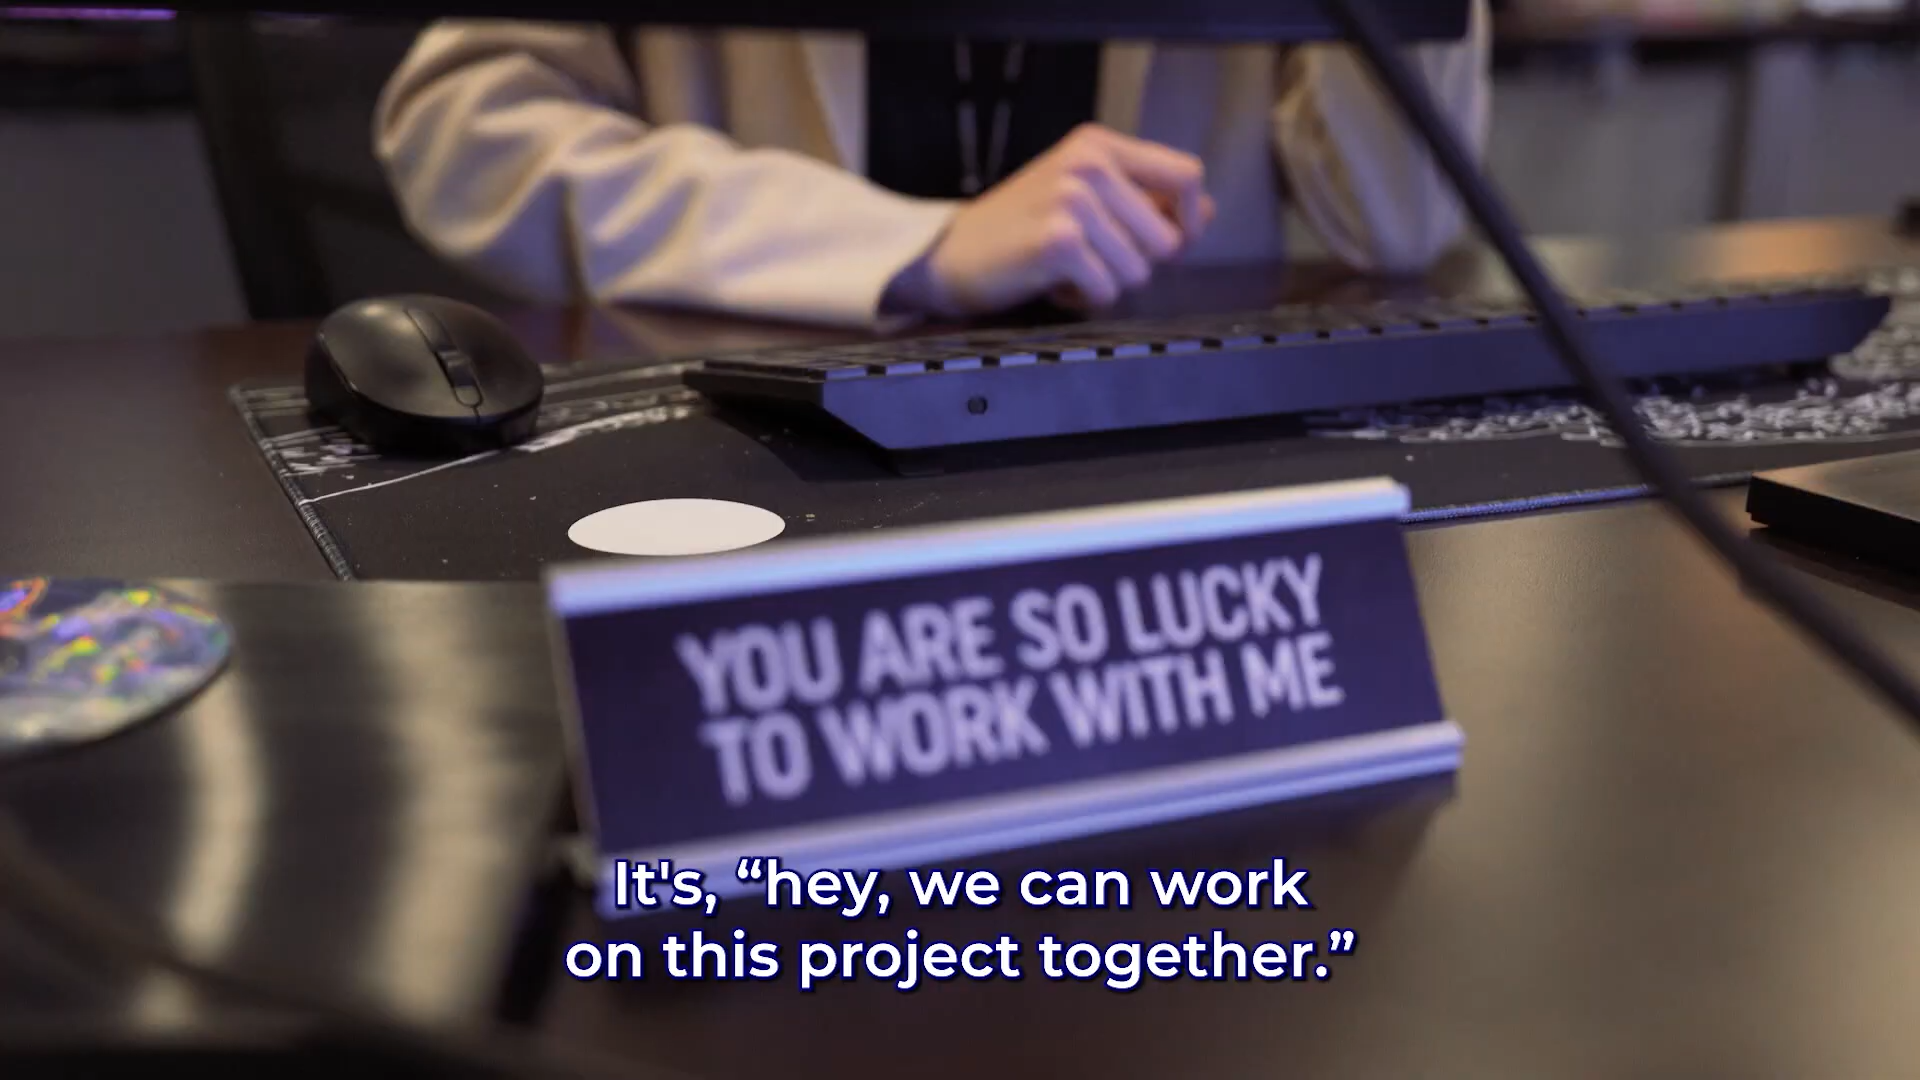 YOU ARE SO LUCKY
TO WORK WITH ME
It's, “hey, we can work
on this project together.”